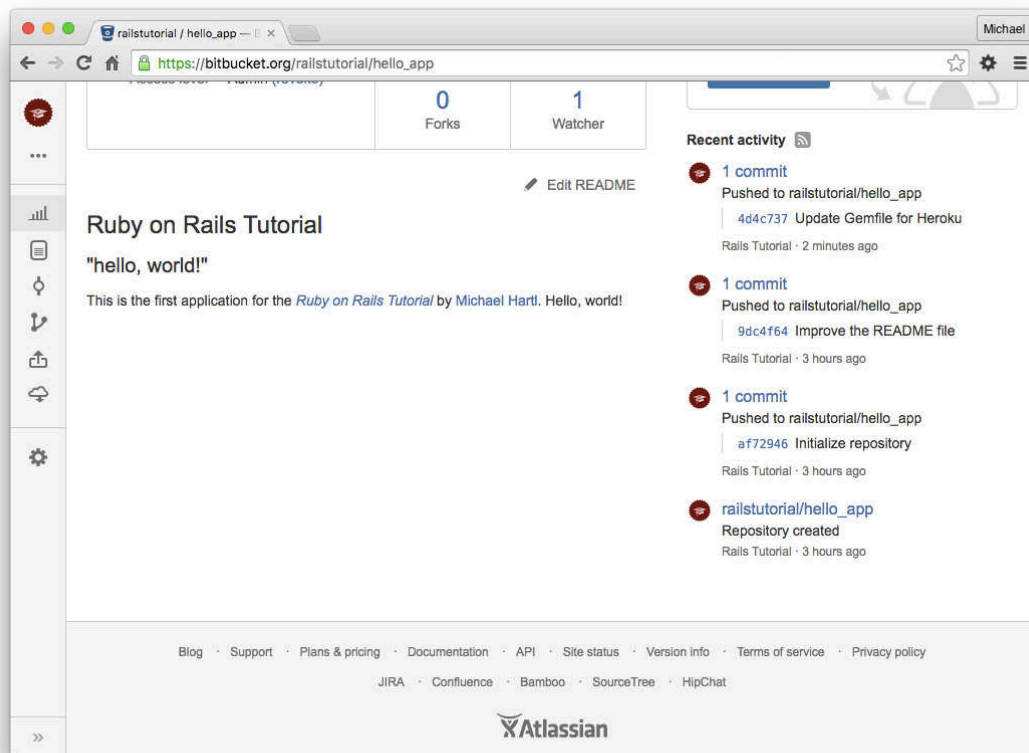 railstutorial / hello_app —
Michael
https://bitbucket.org/railstutorial/hello_app
Access level Admin (revoke)
0
Forks
1
Watcher
Edit README
Ruby on Rails Tutorial
"hello, world!"
This is the first application for the Ruby on Rails Tutorial by Michael Hartl. Hello, world!
Recent activity
1 commit
Pushed to railstutorial/hello_app
4d4c737 Update Gemfile for Heroku
Rails Tutorial · 2 minutes ago
1 commit
Pushed to railstutorial/hello_app
9dc4f64 Improve the README file
Rails Tutorial · 3 hours ago
1 commit
Pushed to railstutorial/hello_app
af72946 Initialize repository
Rails Tutorial · 3 hours ago
railstutorial/hello_app
Repository created
Rails Tutorial · 3 hours ago
Blog · Support · Plans & pricing · Documentation · API · Site status · Version info · Terms of service · Privacy policy
JIRA · Confluence · Bamboo · SourceTree · HipChat
Atlassian